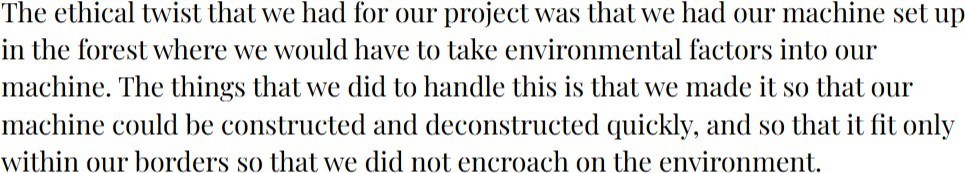 The ethical twist that we had for our project was that we had our machine set up
in the forest where we would have to take environmental factors into our
machine. The things that we did to handle this is that we made it so that our
machine could be constructed and deconstructed quickly, and so that it fit only
within our borders so that we did not encroach on the environment.